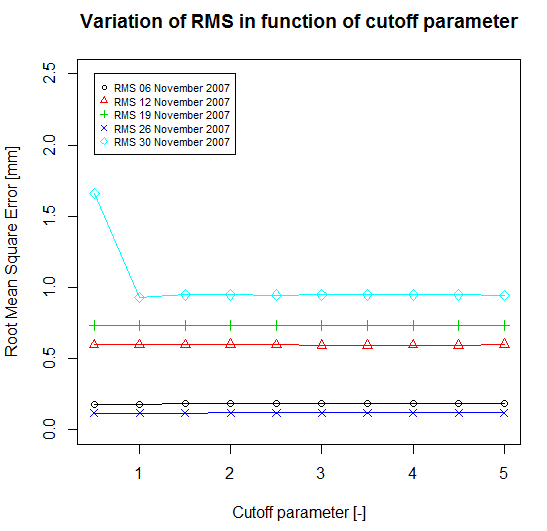 Variation of RMS in function of cutoff parameter
RMS 06 November 2007
RMS 12 November 2007
RMS 19 November 2007
RMS 26 November 2007
RMS 30 November 2007
Root Mean Square Error [mm]
2.5
2.0
1.5
1.0
0.5
0.0
1 2 3 4 5
Cutoff parameter [-]